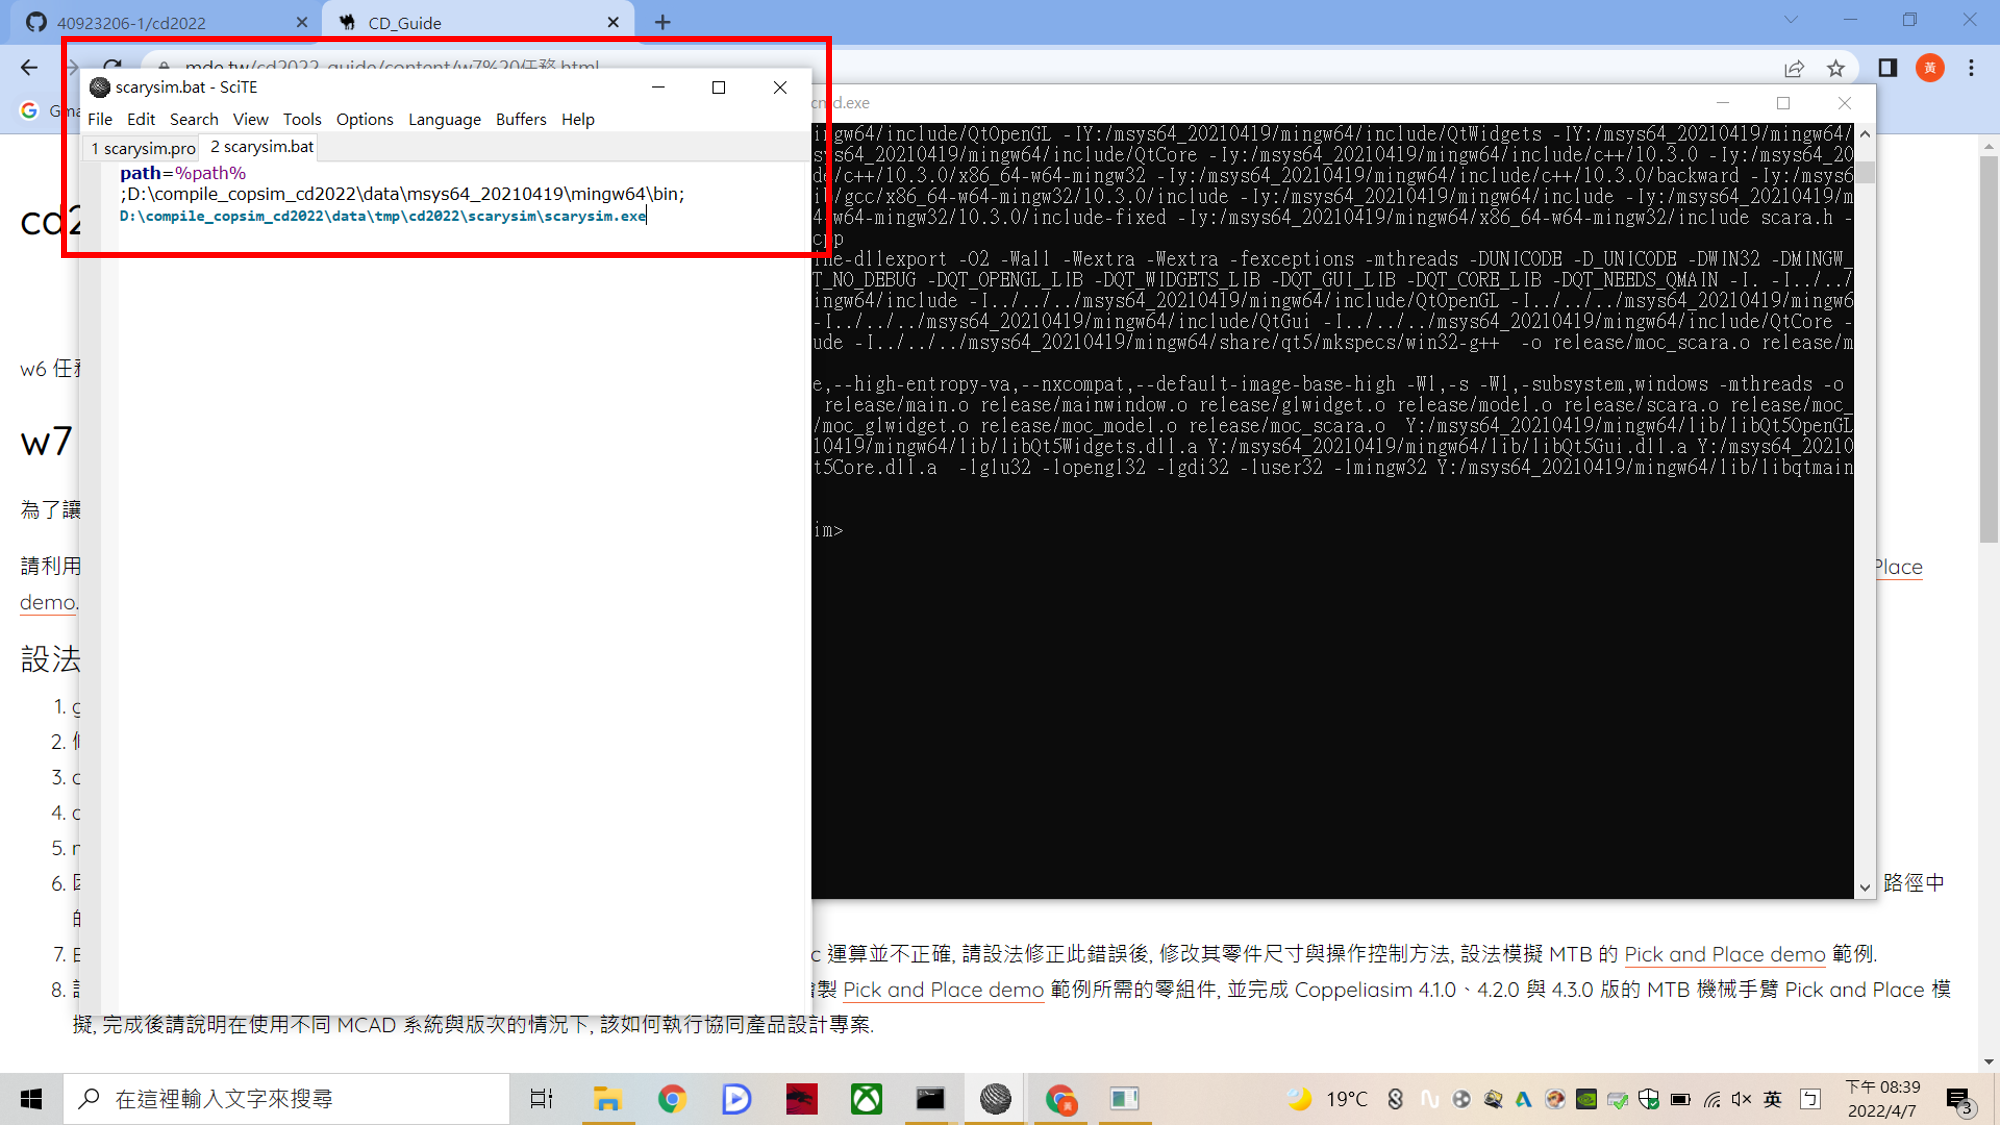 40923206-1/cd2022
CD_Guide
mde.tw/cd2022_guide/content/w7%20任務.html
scarysim.bat - SciTE
cmd.exe
File Edit Search View Tools Options Language Buffers Help
1 scarysim.pro
2 scarysim.bat
path=%path%
;D:\compile_copsim_cd2022\data\msys64_20210419\mingw64\bin;
D:\compile_copsim_cd2022\data\tmp\cd2022\scarysim\scarysim.exe
ingw64/include/QtOpenGL -IY:/msys64_20210419/mingw64/include/QtWidgets -IY:/msys64_20210419/mingw64/
sys64_20210419/mingw64/include/QtCore -Iy:/msys64_20210419/mingw64/include/c++/10.3.0 -Iy:/msys64_20
e/c++/10.3.0/x86_64-w64-mingw32 -Iy:/msys64_20210419/mingw64/include/c++/10.3.0/backward -Iy:/msys6
ib/gcc/x86_64-w64-mingw32/10.3.0/include -Iy:/msys64_20210419/mingw64/include -Iy:/msys64_20210419/m
4-w64-mingw32/10.3.0/include-fixed -Iy:/msys64_20210419/mingw64/x86_64-w64-mingw32/include scara.h -
cpp
ine-dllexport -O2 -Wall -Wextra -Wextra -fexceptions -mthreads -DUNICODE -D_UNICODE -DWIN32 -DMINGW_
T_NO_DEBUG -DQT_OPENGL_LIB -DQT_WIDGETS_LIB -DQT_GUI_LIB -DQT_CORE_LIB -DQT_NEEDS_QMAIN -I. -I../../
ingw64/include -I../../../msys64_20210419/mingw64/include/QtOpenGL -I../../../msys64_20210419/mingw6
-I../../../msys64_20210419/mingw64/include/QtGui -I../../../msys64_20210419/mingw64/include/QtCore -
ude -I../../../msys64_20210419/mingw64/share/qt5/mkspecs/win32-g++  -o release/moc_scara.o release/m
e,--high-entropy-va,--nxcompat,--default-image-base-high -Wl,-s -Wl,-subsystem,windows -mthreads -o
release/main.o release/mainwindow.o release/glwidget.o release/model.o release/scara.o release/moc_
/moc_glwidget.o release/moc_model.o release/moc_scara.o  Y:/msys64_20210419/mingw64/lib/libQt5OpenGL
10419/mingw64/lib/libQt5Widgets.dll.a Y:/msys64_20210419/mingw64/lib/libQt5Gui.dll.a Y:/msys64_20210
t5Core.dll.a  -lglu32 -lopengl32 -lgdi32 -luser32 -lmingw32 Y:/msys64_20210419/mingw64/lib/libqtmain
im>
cd2
w6 任務
w7
為了讓
請利用
Place
demo.
設法
1.
2.
3.
4.
5.
6.
路徑中
的
7.
運算並不正確, 請設法修正此錯誤後, 修改其零件尺寸與操作控制方法, 設法模擬 MTB 的 Pick and Place demo 範例.
8.
繪製 Pick and Place demo 範例所需的零組件, 並完成 Coppeliasim 4.1.0、4.2.0 與 4.3.0 版的 MTB 機械手臂 Pick and Place 模
擬, 完成後請說明在使用不同 MCAD 系統與版次的情況下, 該如何執行協同產品設計專案.
在這裡輸入文字來搜尋
19°C
英
下午 08:39
2022/4/7
3
黃